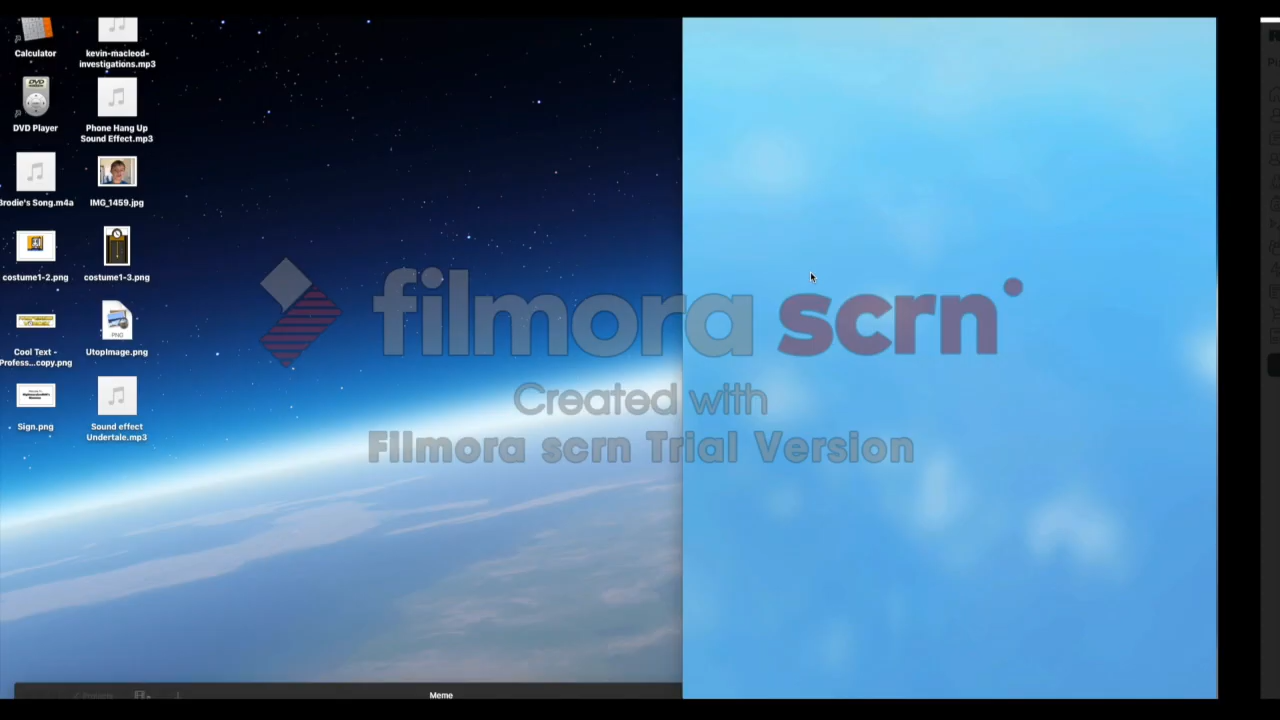 Calculator
kevin-macleod-
investigations.mp3
DVD Player
Phone Hang Up
Sound Effect.mp3
Brodie's Song.m4a
IMG_1459.jpg
costume1-2.png
costume1-3.png
Cool Text -
Profess...copy.png
UtopImage.png
Sign.png
Sound effect
Undertale.mp3
filmora scrn
Created with
Filmora scrn Trial Version
Projects
Meme